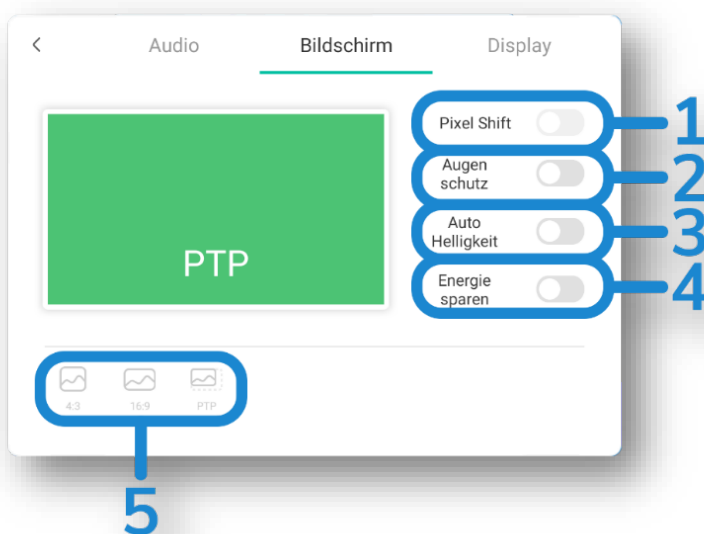 Audio Bildschirm Display
Pixel Shift 1
Augen
schutz 2
Auto
Helligkeit 3
Energie
sparen 4
PTP
4:3 16:9 PTP
5